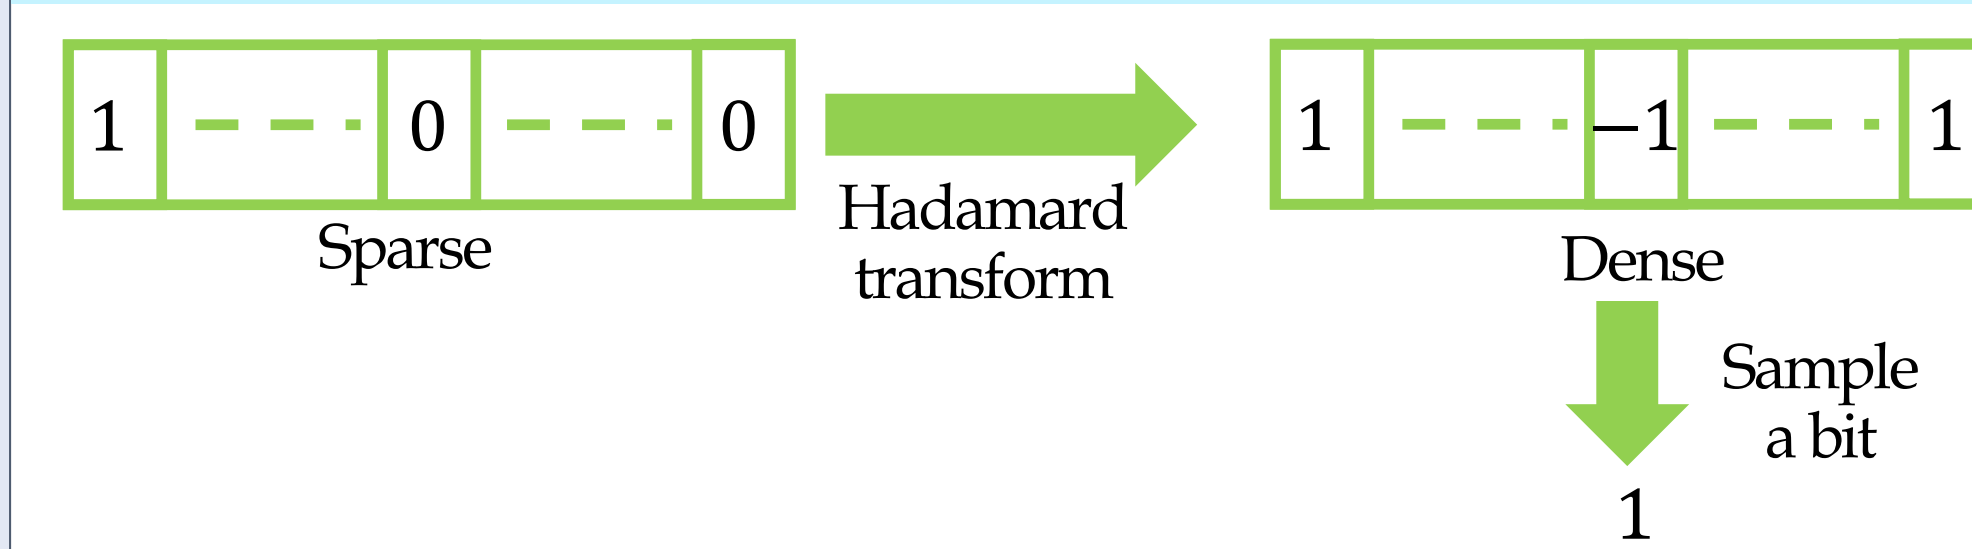 1 0 0
1 −1 1
Hadamard
transform
Sparse
Dense
Sample
a bit
1